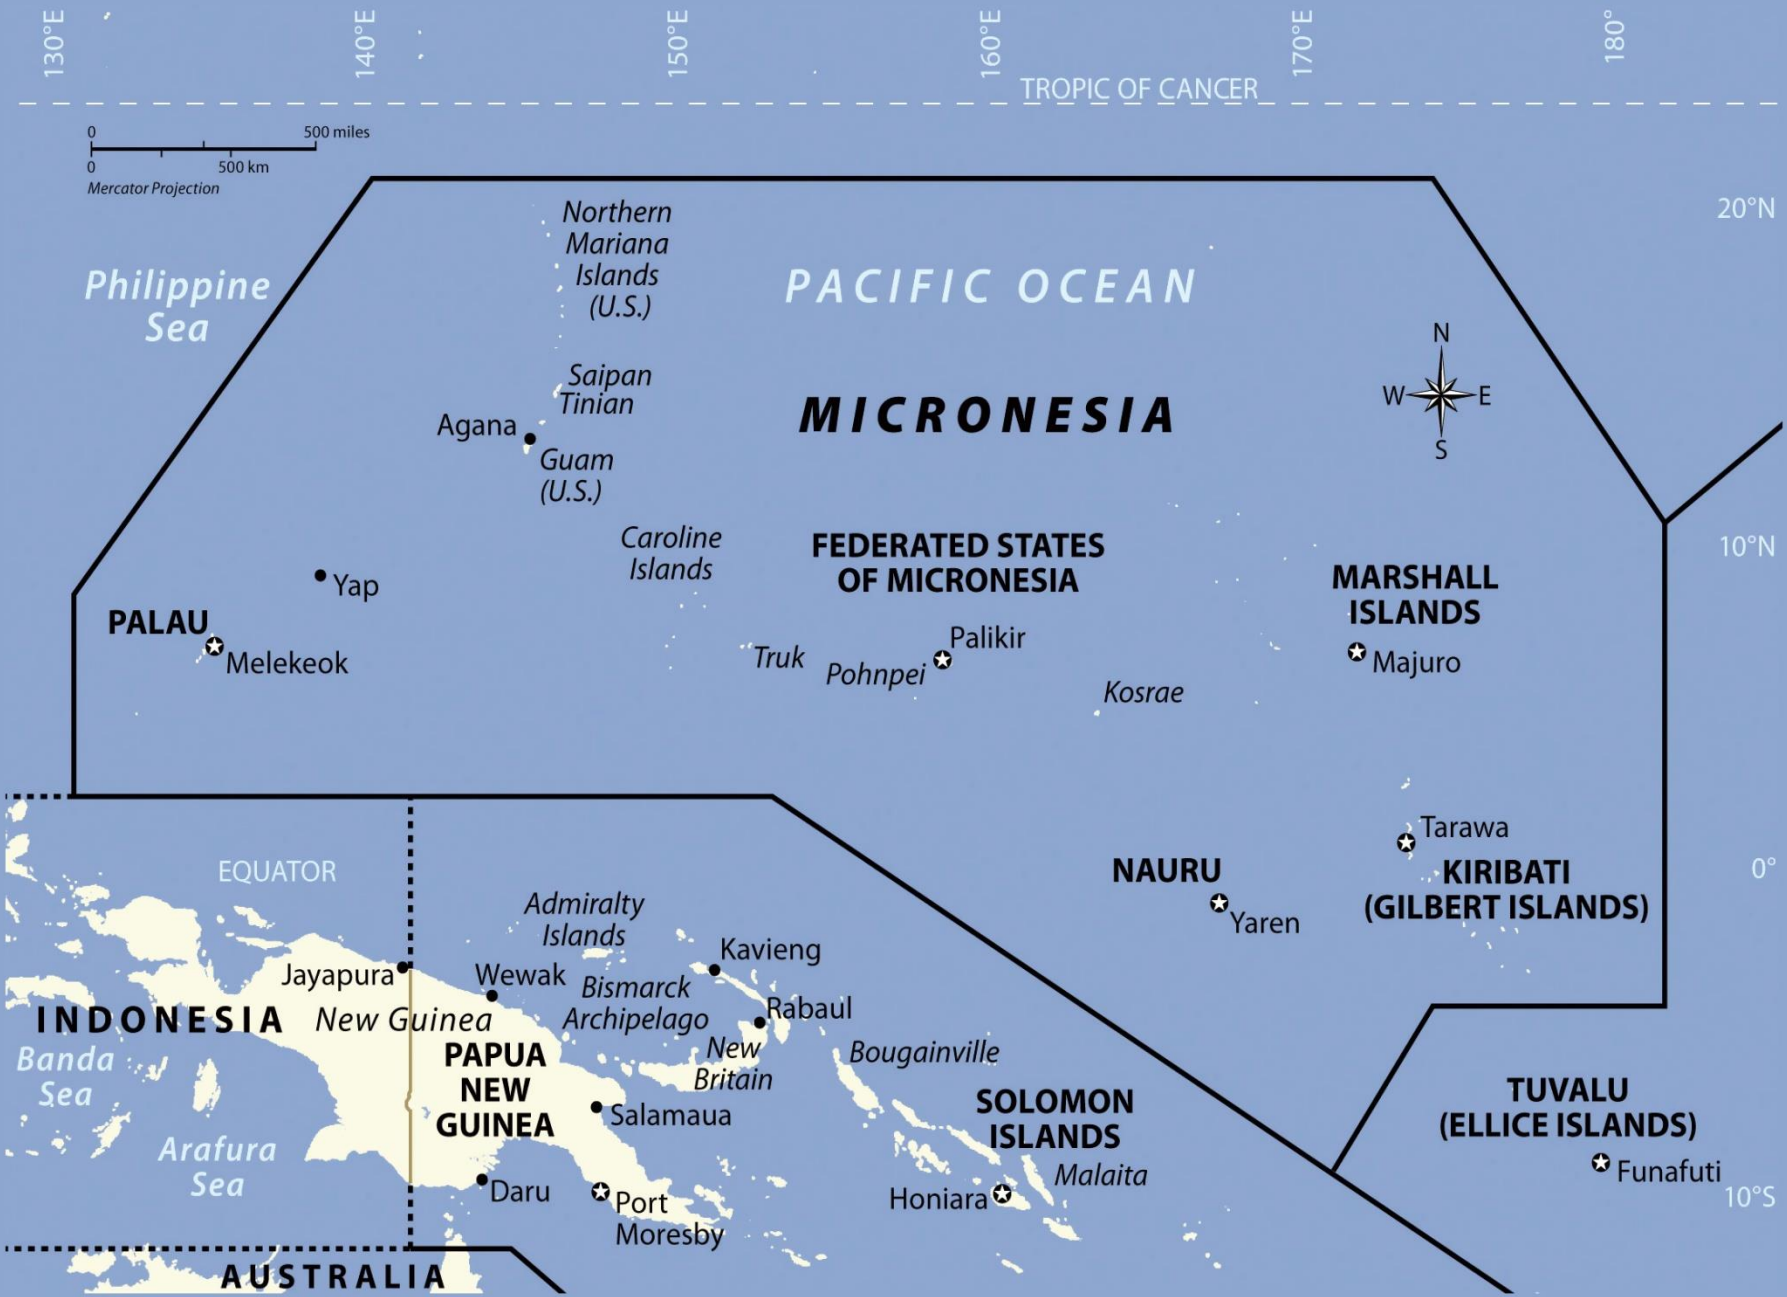 130°E
140°E
150°E
160°E
170°E
180°
TROPIC OF CANCER
0
500 miles
0
500 km
Mercator Projection
20°N
Northern
Mariana
Islands
(U.S.)
Philippine
Sea
PACIFIC OCEAN
N
W
E
S
Saipan
Tinian
MICRONESIA
Agana
Guam
(U.S.)
Caroline
Islands
FEDERATED STATES
OF MICRONESIA
10°N
MARSHALL
ISLANDS
Yap
PALAU
Melekeok
Truk
Palikir
Pohnpei
Majuro
Kosrae
Tarawa
EQUATOR
NAURU
Yaren
KIRIBATI
(GILBERT ISLANDS)
0°
Admiralty
Islands
Kavieng
Jayapura
Wewak
Bismarck
Archipelago
Rabaul
INDONESIA
New Guinea
Banda
Sea
PAPUA
NEW
GUINEA
New
Britain
Bougainville
Salamaua
SOLOMON
ISLANDS
TUVALU
(ELLICE ISLANDS)
Arafura
Sea
Malaita
Funafuti
Daru
Port
Moresby
Honiara
10°S
AUSTRALIA